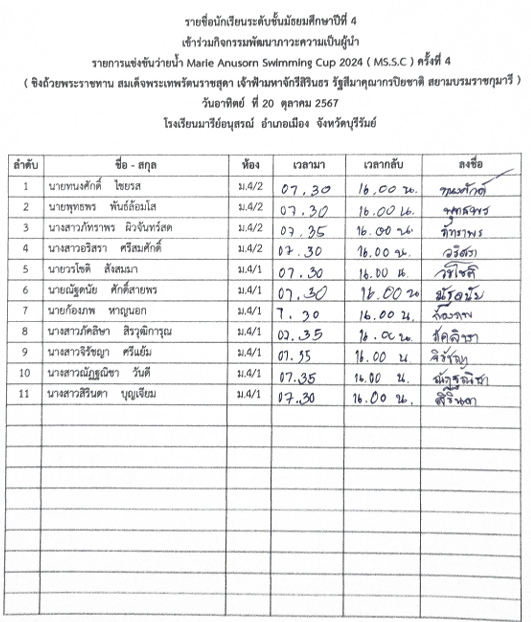 รายชื่อนักเรียนระดับชั้นมัธยมศึกษาปีที่ 4
เข้าร่วมกิจกรรมพัฒนาภาวะความเป็นผู้นำ
รายการแข่งขันว่ายน้ำ Marie Anusorn Swimming Cup 2024 ( MS.S.C ) ครั้งที่ 4
( ชิงถ้วยพระราชทาน สมเด็จพระเทพรัตนราชสุดา เจ้าฟ้ามหาจักรีสิรินธร รัฐสีมาคุณากรปิยชาติ สยามบรมราชกุมารี )
วันอาทิตย์ ที่ 20 ตุลาคม 2567
โรงเรียนมารีย์อนุสรณ์ อำเภอเมือง จังหวัดบุรีรัมย์
ลำดับ ชื่อ - สกุล ห้อง เวลามา เวลากลับ ลงชื่อ
1 นายทนงศักดิ์ ไชยรส ม.4/2 07.30 16.00 น. ทนงศักดิ์
2 นายพุทธพร พันธ์ล้อมโส ม.4/2 07.30 16.00 น. พุทธพร
3 นางสาวภัทราพร ผิวจันทร์สด ม.4/2 07.35 16.00 น. ภัทราพร
4 นางสาวอริสรา ศรีสมศักดิ์ ม.4/2 07.30 16.00 น. อริสรา
5 นายวรโชติ สังสมมา ม.4/1 07.30 16.00 น. วรโชติ
6 นายณัฐดนัย ศักดิ์สายพร ม.4/1 07.30 16.00 น ณัฐดนัย
7 นายก้องภพ หาญนอก ม.4/1 7.30 16.00 น. ก้องภพ
8 นางสาวภัคลิษา สิรวุฒิการุณ ม.4/1 07.35 16.00 น. ภัคลิษา
9 นางสาวจิรัชญา ศรีแย้ม ม.4/1 07.35 16.00 น. จิรัชญา
10 นางสาวณัฏฐณิชา วันดี ม.4/1 07.35 16.00 น. ณัฏฐณิชา
11 นางสาวสิรินดา บุญเจียม ม.4/1 07.30 16.00 น. สิรินดา